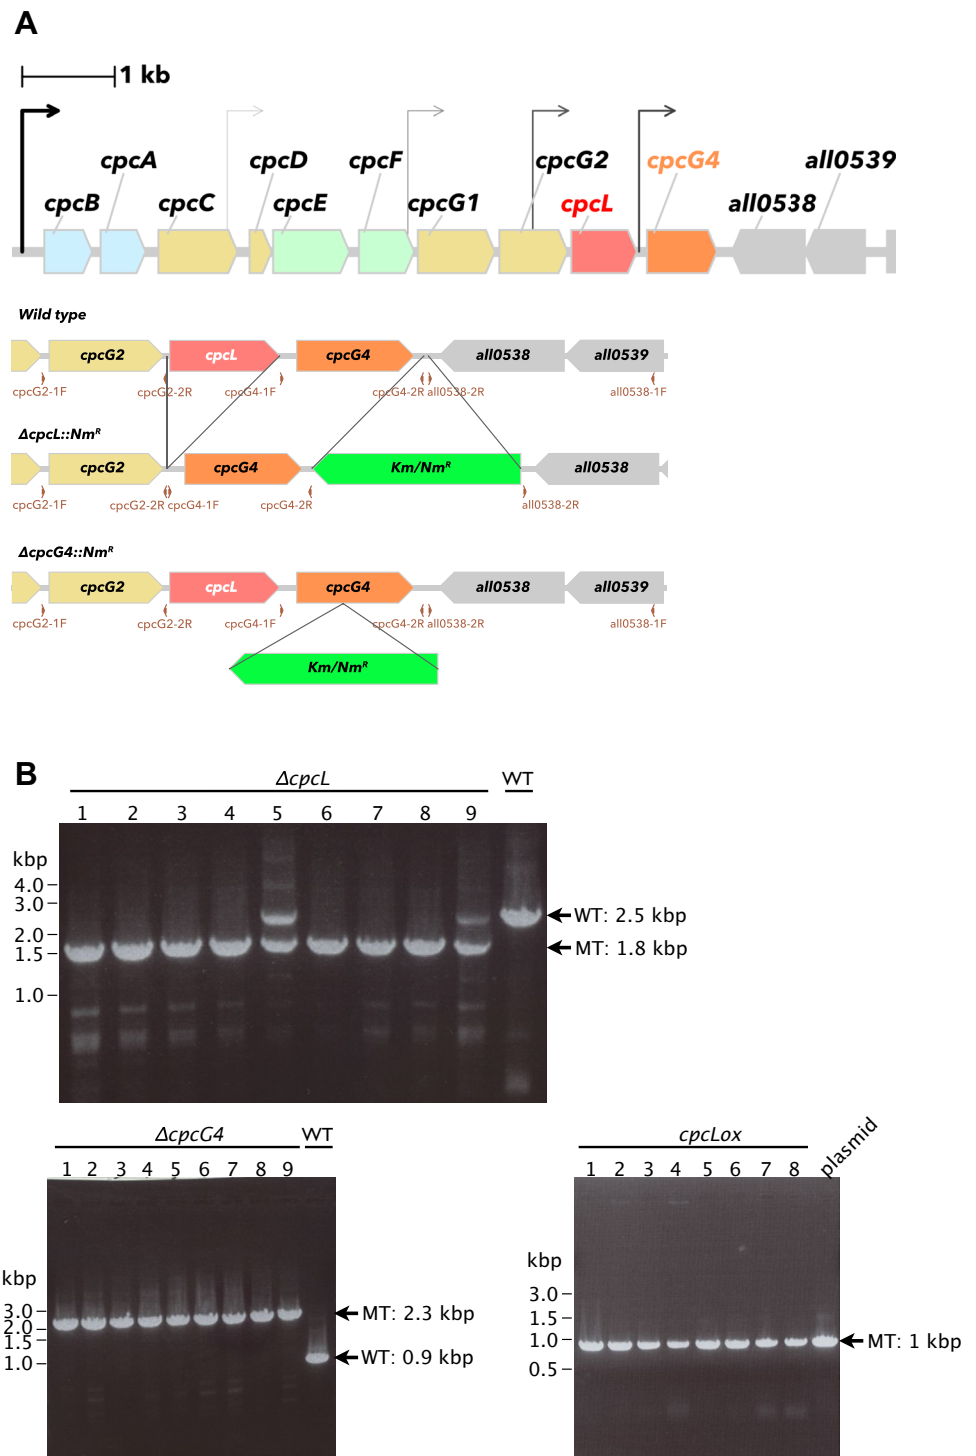 A
1 kb
cpcA cpcD cpcF cpcG2 cpcG4 all0539
cpcB cpcC cpcE cpcG1 cpcL all0538
Wild type
cpcG2 cpcL cpcG4 all0538 all0539
cpcG2-1F cpcG2-2R cpcG4-1F cpcG4-2R all0538-2R all0538-1F
ΔcpcL::Nmᴿ
cpcG2 cpcG4 Km/Nmᴿ all0538
cpcG2-1F cpcG2-2R cpcG4-1F cpcG4-2R all0538-2R
ΔcpcG4::Nmᴿ
cpcG2 cpcL cpcG4 all0538 all0539
cpcG2-1F cpcG2-2R cpcG4-1F cpcG4-2R all0538-2R all0538-1F
Km/Nmᴿ
B
ΔcpcL WT
1 2 3 4 5 6 7 8 9
kbp
4.0
3.0
2.0
1.5
1.0
WT: 2.5 kbp
MT: 1.8 kbp
ΔcpcG4 WT
1 2 3 4 5 6 7 8 9
kbp
3.0
2.0
1.5
1.0
MT: 2.3 kbp
WT: 0.9 kbp
cpcLox plasmid
1 2 3 4 5 6 7 8
kbp
3.0
1.5
1.0
0.5
MT: 1 kbp